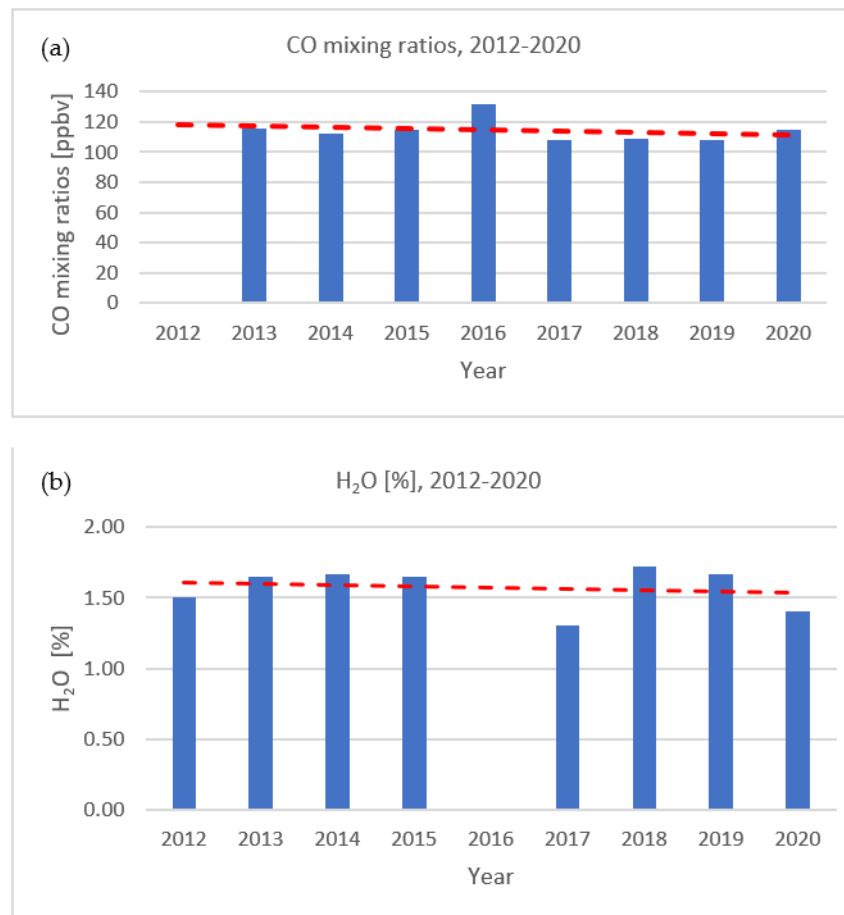 (a)
CO mixing ratios, 2012-2020
CO mixing ratios [ppbv]
140
120
100
80
60
40
20
0
2012 2013 2014 2015 2016 2017 2018 2019 2020
Year
(b)
H₂O [%], 2012-2020
H₂O [%]
2.00
1.50
1.00
0.50
0.00
2012 2013 2014 2015 2016 2017 2018 2019 2020
Year